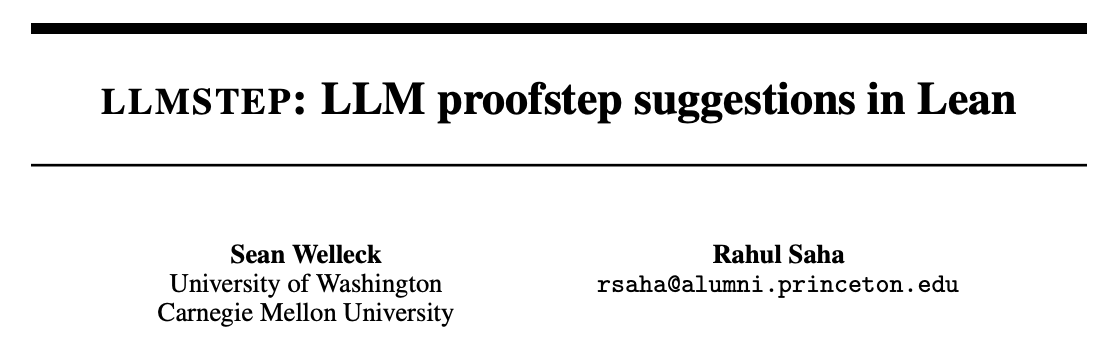 LLMSTEP: LLM proofstep suggestions in Lean
Sean Welleck
University of Washington
Carnegie Mellon University
Rahul Saha
rsaha@alumni.princeton.edu